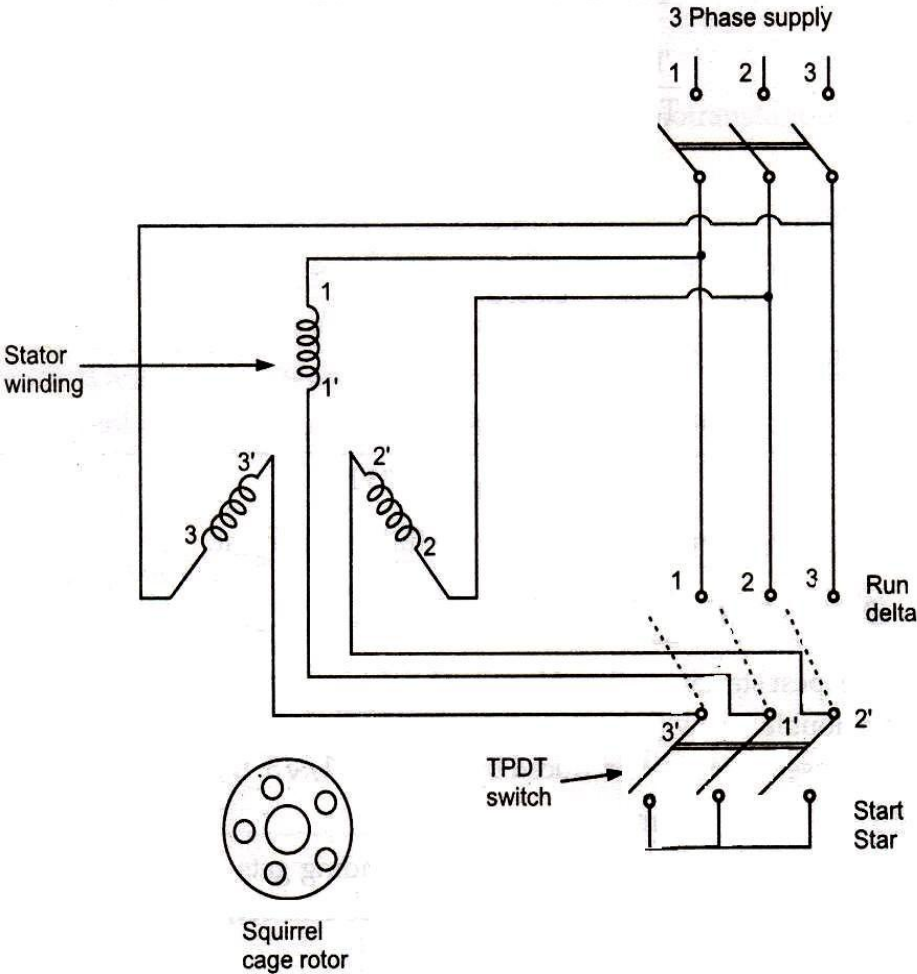 3 Phase supply
1 2 3
1
Stator
winding
1'
3' 2'
3 2
1 2 3
Run
delta
3' 1' 2'
TPDT
switch
Start
Star
Squirrel
cage rotor